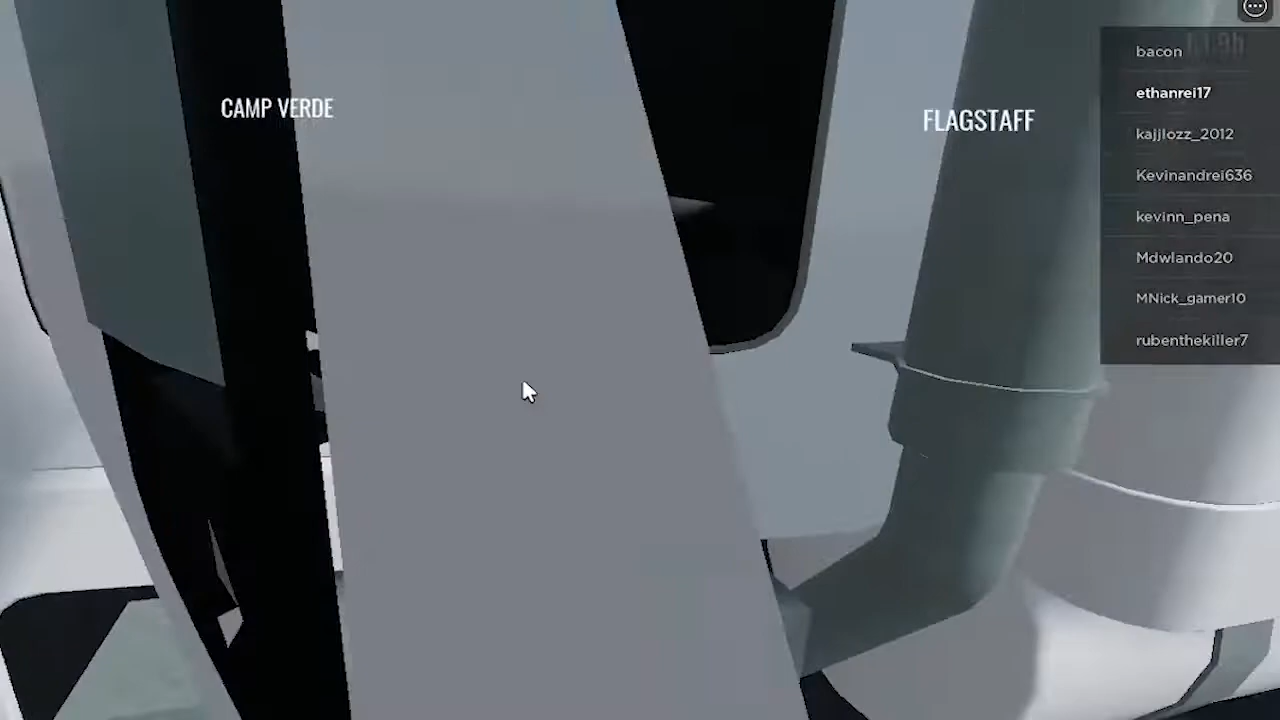 bacon
CAMP VERDE
FLAGSTAFF
ethanrei17
kajjlozz_2012
Kevinandrei636
kevinn_pena
Mdwlando20
MNick_gamer10
rubenthekiller7